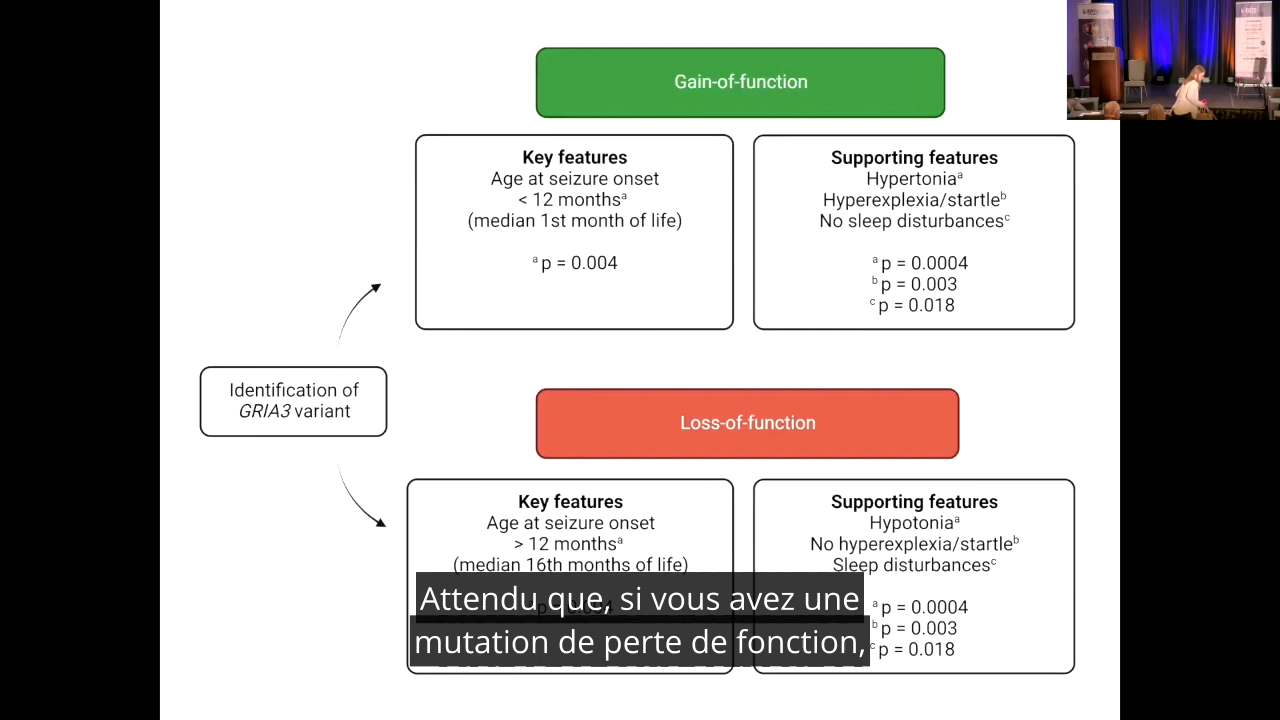 Gain-of-function
Key features
Age at seizure onset
< 12 monthsᵃ
(median 1st month of life)
ᵃ p = 0.004
Supporting features
Hypertoniaᵃ
Hyperexplexia/startleᵇ
No sleep disturbancesᶜ
ᵃ p = 0.0004
ᵇ p = 0.003
ᶜ p = 0.018
Identification of
GRIA3 variant
Loss-of-function
Key features
Age at seizure onset
> 12 monthsᵃ
(median 16th months of life)
Supporting features
Hypotoniaᵃ
No hyperexplexia/startleᵇ
Sleep disturbancesᶜ
ᵃ p = 0.0004
ᵇ p = 0.003
ᶜ p = 0.018
Attendu que, si vous avez une
mutation de perte de fonction,